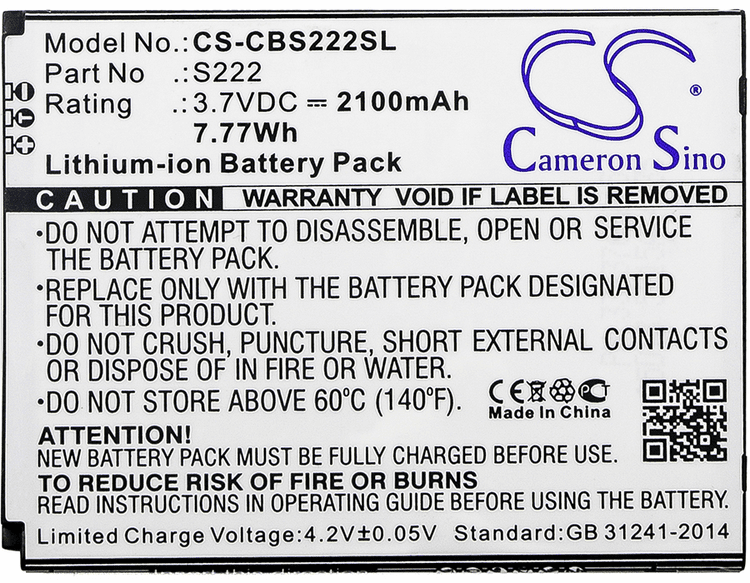 Model No.: CS-CBS222SL
Part No .: S222
Rating .: 3.7VDC ⎓ 2100mAh
7.77Wh
Lithium-ion Battery Pack
CS
®
Cameron Sino
CAUTION WARRANTY VOID IF LABEL IS REMOVED
•DO NOT ATTEMPT TO DISASSEMBLE, OPEN OR SERVICE
THE BATTERY PACK.
•REPLACE ONLY WITH THE BATTERY PACK DESIGNATED
FOR THIS PRODUCT.
•DO NOT CRUSH, PUNCTURE, SHORT EXTERNAL CONTACTS
OR DISPOSE OF IN FIRE OR WATER.
•DO NOT STORE ABOVE 60°C (140°F).
CE
Made In China
ATTENTION!
NEW BATTERY PACK MUST BE FULLY CHARGED BEFORE USE
TO REDUCE RISK OF FIRE OR BURNS
READ INSTRUCTIONS IN OPERATING GUIDE BEFORE USE.
Limited Charge Voltage:4.2V±0.05V Standard:GB 31241-2014